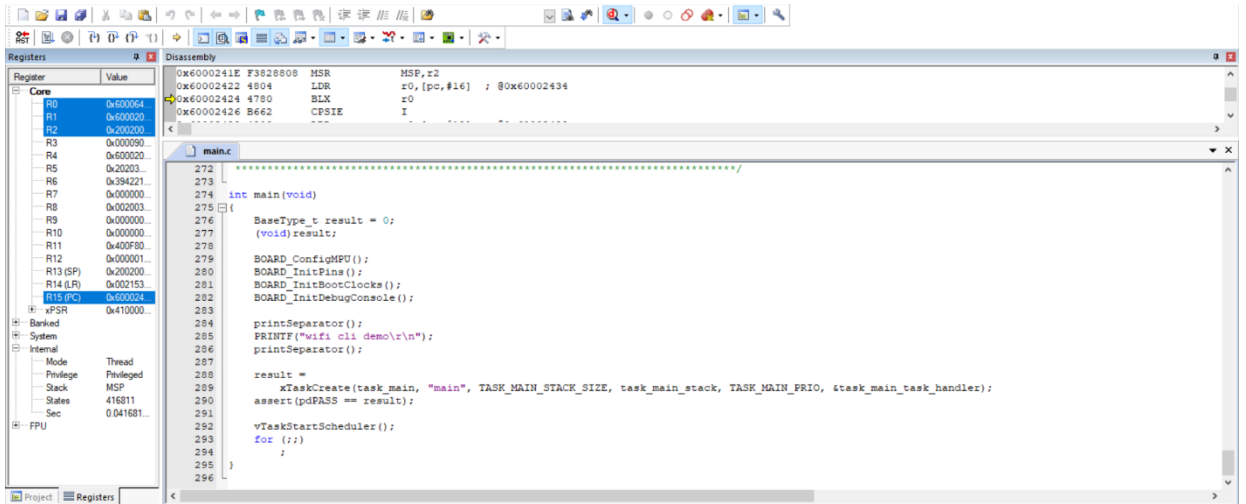 Registers
Register Value
Core
R0 0x600064...
R1 0x600020...
R2 0x200200...
R3 0x000090...
R4 0x600020...
R5 0x20203...
R6 0x394221...
R7 0x000000...
R8 0x002003...
R9 0x000000...
R10 0x000000...
R11 0x400F80...
R12 0x000001...
R13 (SP) 0x200200...
R14 (LR) 0x002153...
R15 (PC) 0x600024...
xPSR 0x410000...
Banked
System
Internal
Mode Thread
Privilege Privileged
Stack MSP
States 416811
Sec 0.041681...
FPU
Project Registers
Disassembly
0x6000241E F3828808 MSR MSP,r2
0x60002422 4804 LDR r0,[pc,#16] ; @0x60002434
0x60002424 4780 BLX r0
0x60002426 B662 CPSIE I
main.c
272 ******************************************************************************/
273
274 int main(void)
275 {
276 BaseType_t result = 0;
277 (void)result;
278
279 BOARD_ConfigMPU();
280 BOARD_InitPins();
281 BOARD_InitBootClocks();
282 BOARD_InitDebugConsole();
283
284 printSeparator();
285 PRINTF("wifi cli demo\r\n");
286 printSeparator();
287
288 result =
289 xTaskCreate(task_main, "main", TASK_MAIN_STACK_SIZE, task_main_stack, TASK_MAIN_PRIO, &task_main_task_handler);
290 assert(pdPASS == result);
291
292 vTaskStartScheduler();
293 for (;;)
294 ;
295 }
296